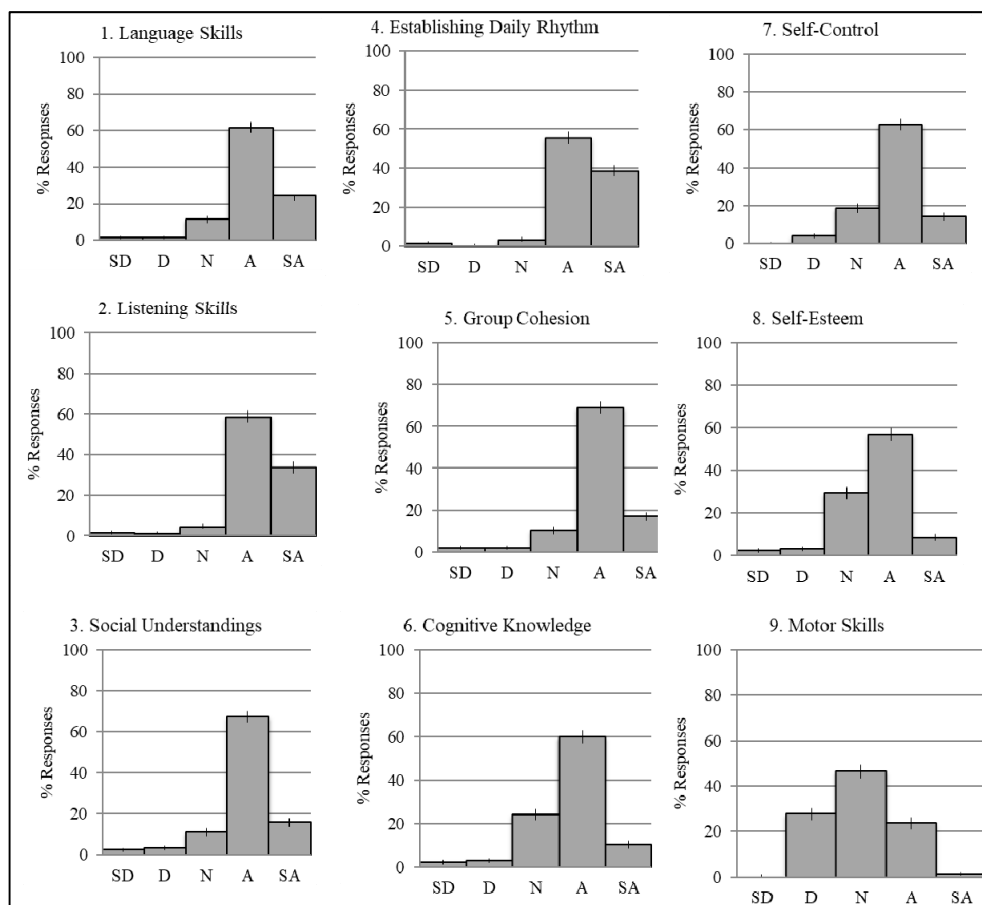 1. Language Skills
% Resopnses
100
80
60
40
20
0
SD D N A SA
2. Listening Skills
% Responses
100
80
60
40
20
0
SD D N A SA
3. Social Understandings
% Responses
100
80
60
40
20
0
SD D N A SA
4. Establishing Daily Rhythm
% Responses
100
80
60
40
20
0
SD D N A SA
5. Group Cohesion
% Responses
100
80
60
40
20
0
SD D N A SA
6. Cognitive Knowledge
% Responses
100
80
60
40
20
0
SD D N A SA
7. Self-Control
% Responses
100
80
60
40
20
0
SD D N A SA
8. Self-Esteem
% Responses
100
80
60
40
20
0
SD D N A SA
9. Motor Skills
% Responses
100
80
60
40
20
0
SD D N A SA